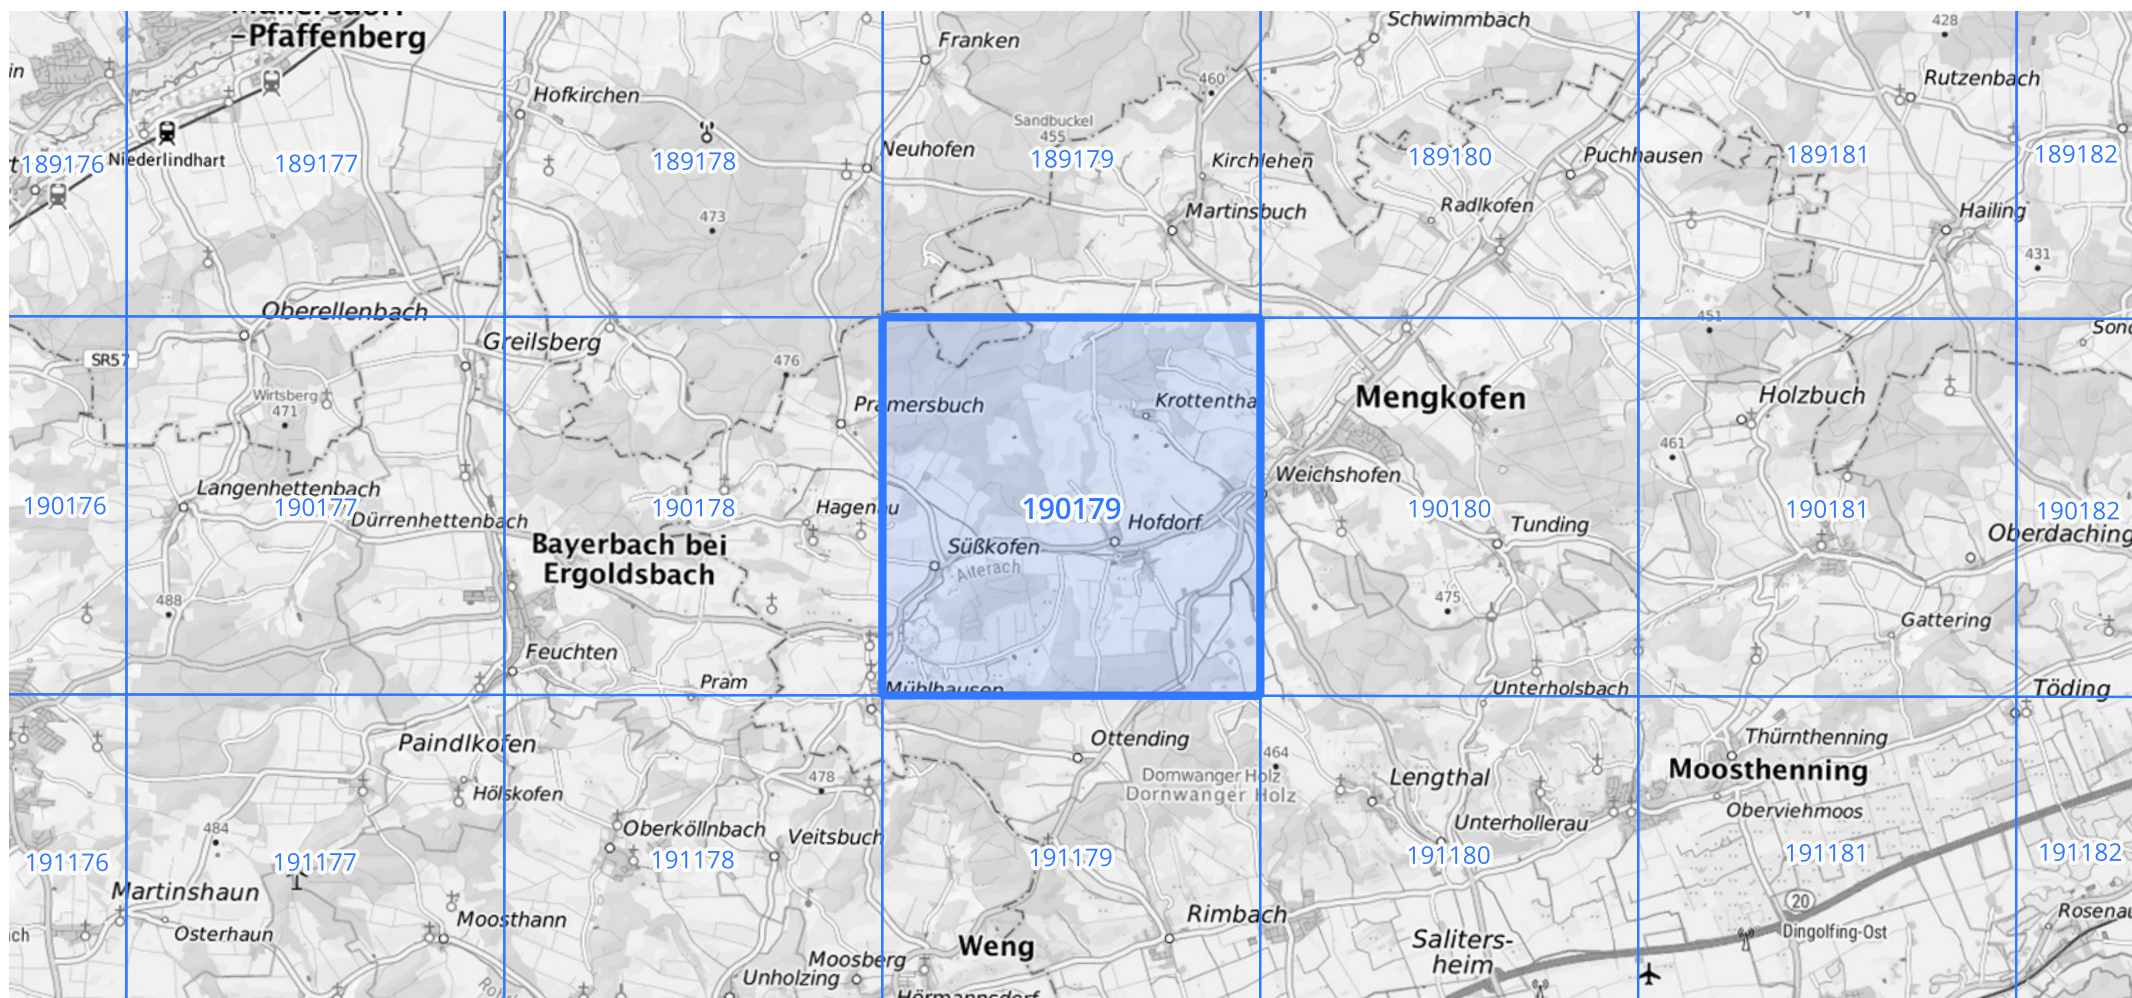 -Pfaffenberg
Franken
Schwimmbach
428
Rutzenbach
Hofkirchen
460
Sandbuckel
455
Niederlindhart
189176
189177
189178
Neuhofen
189179
Kirchlehen
189180
Puchhausen
189181
189182
473
Martinsbuch
Radlkofen
Hailing
431
Oberellenbach
SR57
Greilsberg
476
451
Wirtsberg
471
Pramersbuch
Krottentha
Mengkofen
Holzbuch
461
Langenhettenbach
190176
190177
Dürrenhettenbach
190178
Hagenau
190179
Hofdorf
Weichshofen
190180
Tunding
190181
190182
Oberdaching
Bayerbach bei
Ergoldsbach
Süßkofen
Aiterach
488
475
Gattering
Feuchten
Pram
Mühlhausen
Unterholsbach
Töding
Paindlkofen
Ottending
464
Thürnthenning
Moosthenning
478
Dornwanger Holz
Dornwanger Holz
Lengthal
Hölskofen
Oberviehmoos
484
Oberköllnbach
Veitsbuch
Unterhollerau
191176
191177
191178
191179
191180
191181
191182
Martinshaun
Moosthann
Rimbach
20
Rosenau
Osterhaun
Weng
Saliters-
heim
Dingolfing-Ost
Moosberg
Unholzing
Hörmannsdorf